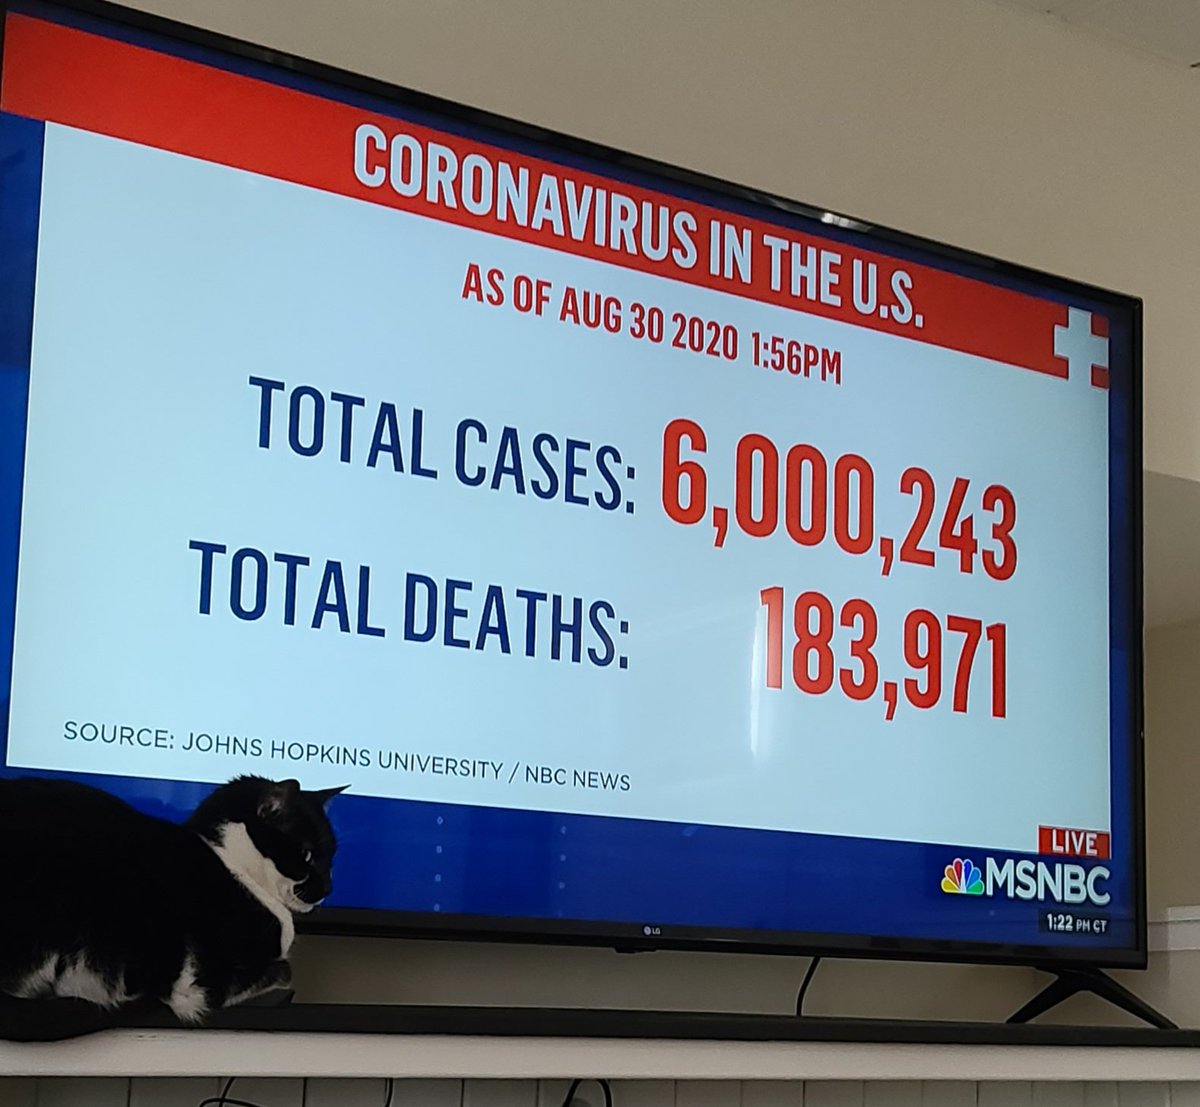 CORONAVIRUS IN THE U.S.
AS OF AUG 30 2020 1:56PM
TOTAL CASES: 6,000,243
TOTAL DEATHS: 183,971
SOURCE: JOHNS HOPKINS UNIVERSITY / NBC NEWS
LIVE
MSNBC
1:22 PM CT
LG